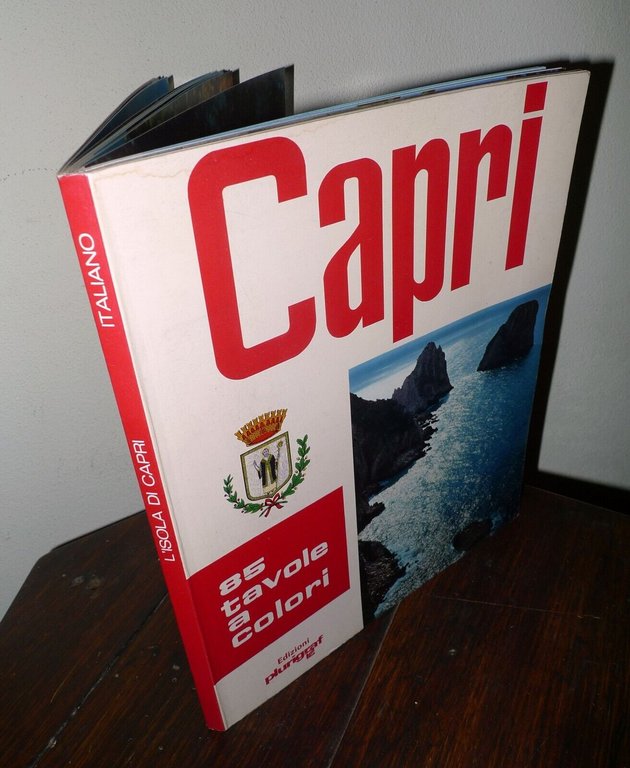 Capri
85
tavole
a
colori
Edizioni
plurigraf
ITALIANO
L'ISOLA DI CAPRI